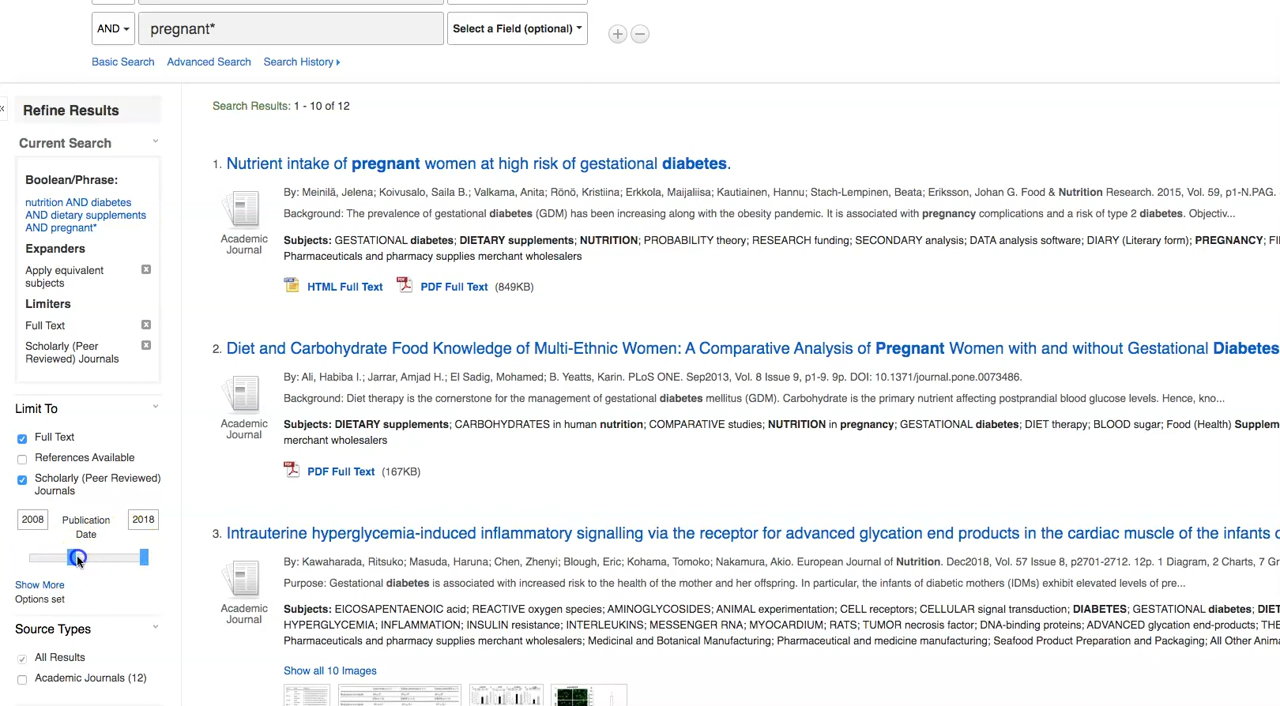 AND pregnant* Select a Field (optional)
Basic Search Advanced Search Search History
Refine Results
Current Search
Boolean/Phrase:
nutrition AND diabetes
AND dietary supplements
AND pregnant*
Expanders
Apply equivalent
subjects
Limiters
Full Text
Scholarly (Peer
Reviewed) Journals
Limit To
Full Text
References Available
Scholarly (Peer Reviewed)
Journals
2008 Publication 2018
Date
Show More
Options set
Source Types
All Results
Academic Journals (12)
Search Results: 1 - 10 of 12
1. Nutrient intake of pregnant women at high risk of gestational diabetes.
By: Meinilä, Jelena; Koivusalo, Saila B.; Valkama, Anita; Rönö, Kristiina; Erkkola, Maijaliisa; Kautiainen, Hannu; Stach-Lempinen, Beata; Eriksson, Johan G. Food & Nutrition Research. 2015, Vol. 59, p1-N.PAG.
Background: The prevalence of gestational diabetes (GDM) has been increasing along with the obesity pandemic. It is associated with pregnancy complications and a risk of type 2 diabetes. Objectiv...
Academic
Journal
Subjects: GESTATIONAL diabetes; DIETARY supplements; NUTRITION; PROBABILITY theory; RESEARCH funding; SECONDARY analysis; DATA analysis software; DIARY (Literary form); PREGNANCY;
Pharmaceuticals and pharmacy supplies merchant wholesalers
HTML Full Text PDF Full Text (849KB)
2. Diet and Carbohydrate Food Knowledge of Multi-Ethnic Women: A Comparative Analysis of Pregnant Women with and without Gestational Diabetes
By: Ali, Habiba I.; Jarrar, Amjad H.; El Sadig, Mohamed; B. Yeatts, Karin. PLoS ONE. Sep2013, Vol. 8 Issue 9, p1-9. 9p. DOI: 10.1371/journal.pone.0073486.
Background: Diet therapy is the cornerstone for the management of gestational diabetes mellitus (GDM). Carbohydrate is the primary nutrient affecting postprandial blood glucose levels. Hence, kno...
Academic
Journal
Subjects: DIETARY supplements; CARBOHYDRATES in human nutrition; COMPARATIVE studies; NUTRITION in pregnancy; GESTATIONAL diabetes; DIET therapy; BLOOD sugar; Food (Health)
merchant wholesalers
PDF Full Text (167KB)
3. Intrauterine hyperglycemia-induced inflammatory signalling via the receptor for advanced glycation end products in the cardiac muscle of the infants
By: Kawaharada, Ritsuko; Masuda, Haruna; Chen, Zhenyi; Blough, Eric; Kohama, Tomoko; Nakamura, Akio. European Journal of Nutrition. Dec2018, Vol. 57 Issue 8, p2701-2712. 12p. 1 Diagram, 2 Charts, 7
Purpose: Gestational diabetes is associated with increased risk to the health of the mother and her offspring. In particular, the infants of diabetic mothers (IDMs) exhibit elevated levels of pre...
Academic
Journal
Subjects: EICOSAPENTAENOIC acid; REACTIVE oxygen species; AMINOGLYCOSIDES; ANIMAL experimentation; CELL receptors; CELLULAR signal transduction; DIABETES; GESTATIONAL diabetes;
HYPERGLYCEMIA; INFLAMMATION; INSULIN resistance; INTERLEUKINS; MESSENGER RNA; MYOCARDIUM; RATS; TUMOR necrosis factor; DNA-binding proteins; ADVANCED glycation end-products;
Pharmaceuticals and pharmacy supplies merchant wholesalers; Medicinal and Botanical Manufacturing; Pharmaceutical and medicine manufacturing; Seafood Product Preparation and Packaging; All Other
Show all 10 Images